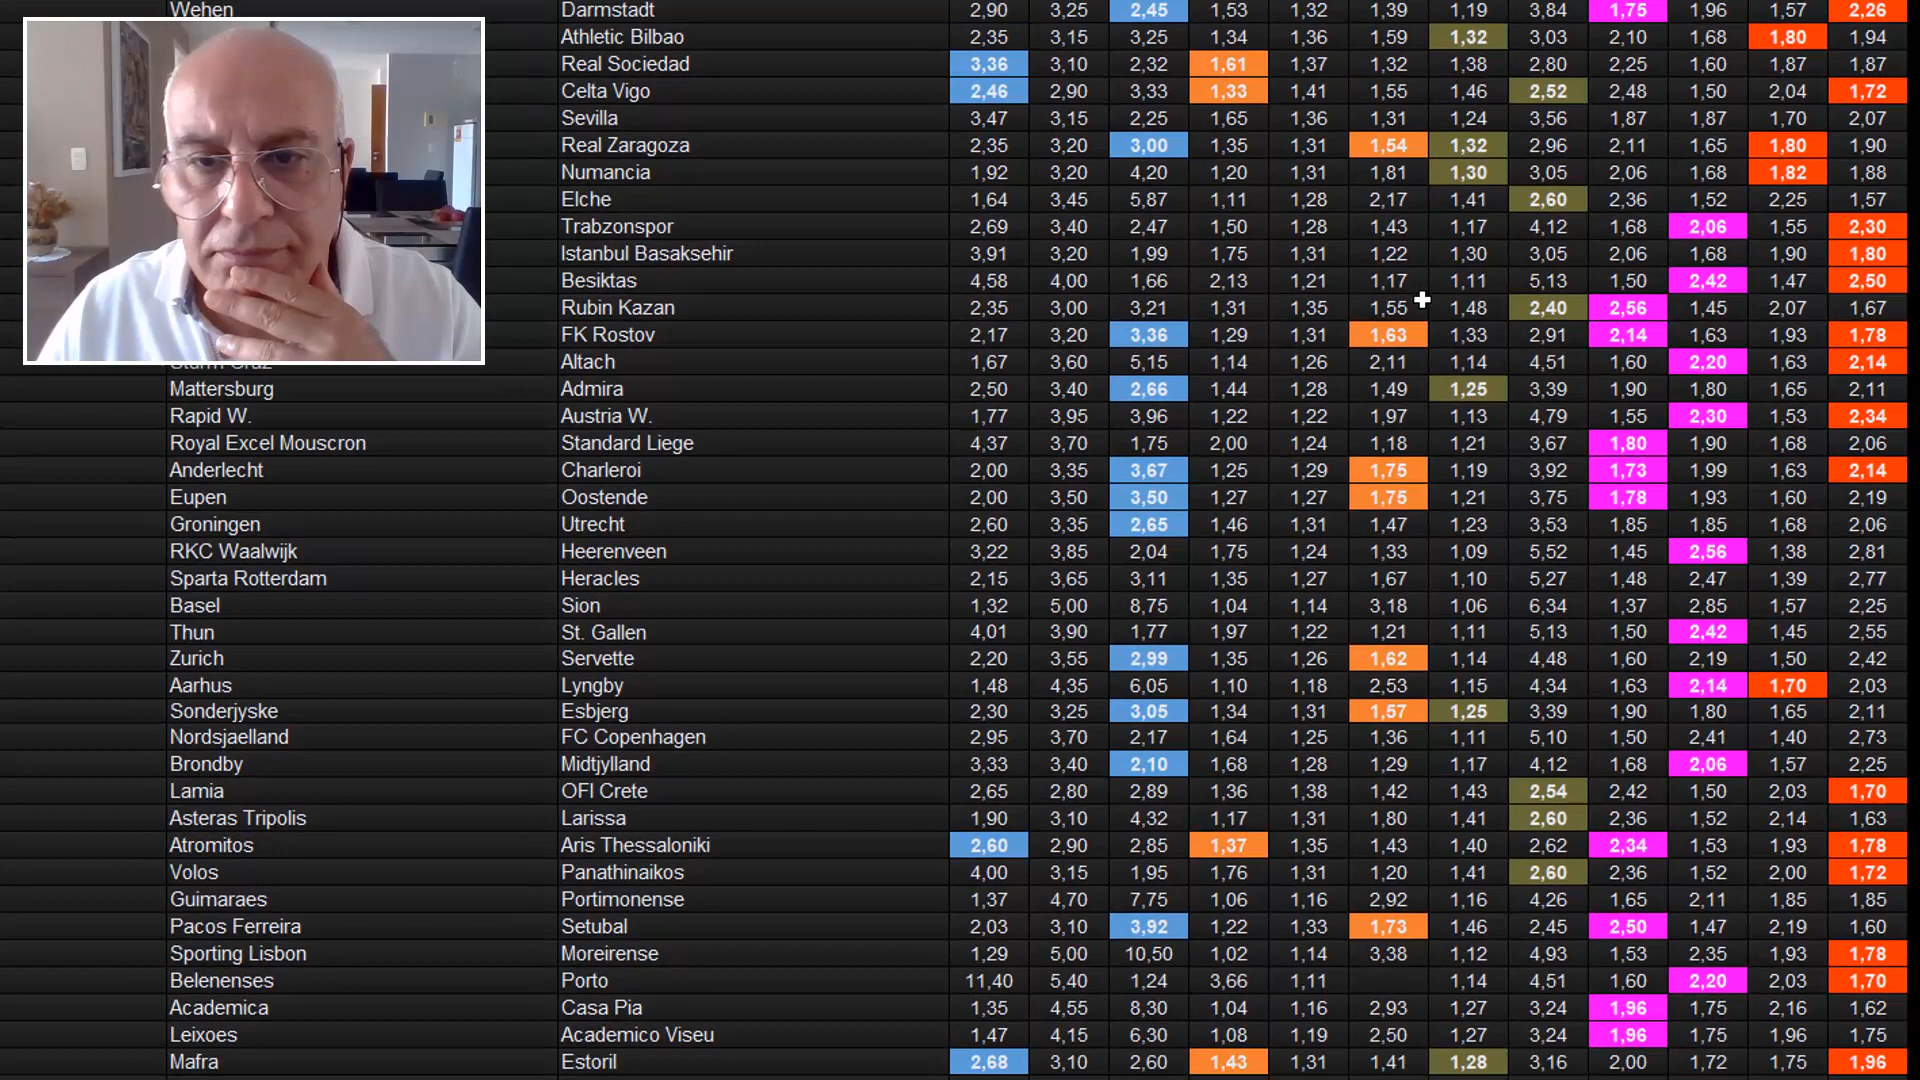 Wehen Darmstadt 2,90 3,25 2,45 1,53 1,32 1,39 1,19 3,84 1,75 1,96 1,57 2,26
Athletic Bilbao 2,35 3,15 3,25 1,34 1,36 1,59 1,32 3,03 2,10 1,68 1,80 1,94
Real Sociedad 3,36 3,10 2,32 1,61 1,37 1,32 1,38 2,80 2,25 1,60 1,87 1,87
Celta Vigo 2,46 2,90 3,33 1,33 1,41 1,55 1,46 2,52 2,48 1,50 2,04 1,72
Sevilla 3,47 3,15 2,25 1,65 1,36 1,31 1,24 3,56 1,87 1,87 1,70 2,07
Real Zaragoza 2,35 3,20 3,00 1,35 1,31 1,54 1,32 2,96 2,11 1,65 1,80 1,90
Numancia 1,92 3,20 4,20 1,20 1,31 1,81 1,30 3,05 2,06 1,68 1,82 1,88
Elche 1,64 3,45 5,87 1,11 1,28 2,17 1,41 2,60 2,36 1,52 2,25 1,57
Trabzonspor 2,69 3,40 2,47 1,50 1,28 1,43 1,17 4,12 1,68 2,06 1,55 2,30
Istanbul Basaksehir 3,91 3,20 1,99 1,75 1,31 1,22 1,30 3,05 2,06 1,68 1,90 1,80
Besiktas 4,58 4,00 1,66 2,13 1,21 1,17 1,11 5,13 1,50 2,42 1,47 2,50
Rubin Kazan 2,35 3,00 3,21 1,31 1,35 1,55 1,48 2,40 2,56 1,45 2,07 1,67
FK Rostov 2,17 3,20 3,36 1,29 1,31 1,63 1,33 2,91 2,14 1,63 1,93 1,78
Altach 1,67 3,60 5,15 1,14 1,26 2,11 1,14 4,51 1,60 2,20 1,63 2,14
Mattersburg Admira 2,50 3,40 2,66 1,44 1,28 1,49 1,25 3,39 1,90 1,80 1,65 2,11
Rapid W. Austria W. 1,77 3,95 3,96 1,22 1,22 1,97 1,13 4,79 1,55 2,30 1,53 2,34
Royal Excel Mouscron Standard Liege 4,37 3,70 1,75 2,00 1,24 1,18 1,21 3,67 1,80 1,90 1,68 2,06
Anderlecht Charleroi 2,00 3,35 3,67 1,25 1,29 1,75 1,19 3,92 1,73 1,99 1,63 2,14
Eupen Oostende 2,00 3,50 3,50 1,27 1,27 1,75 1,21 3,75 1,78 1,93 1,60 2,19
Groningen Utrecht 2,60 3,35 2,65 1,46 1,31 1,47 1,23 3,53 1,85 1,85 1,68 2,06
RKC Waalwijk Heerenveen 3,22 3,85 2,04 1,75 1,24 1,33 1,09 5,52 1,45 2,56 1,38 2,81
Sparta Rotterdam Heracles 2,15 3,65 3,11 1,35 1,27 1,67 1,10 5,27 1,48 2,47 1,39 2,77
Basel Sion 1,32 5,00 8,75 1,04 1,14 3,18 1,06 6,34 1,37 2,85 1,57 2,25
Thun St. Gallen 4,01 3,90 1,77 1,97 1,22 1,21 1,11 5,13 1,50 2,42 1,45 2,55
Zurich Servette 2,20 3,55 2,99 1,35 1,26 1,62 1,14 4,48 1,60 2,19 1,50 2,42
Aarhus Lyngby 1,48 4,35 6,05 1,10 1,18 2,53 1,15 4,34 1,63 2,14 1,70 2,03
Sonderjyske Esbjerg 2,30 3,25 3,05 1,34 1,31 1,57 1,25 3,39 1,90 1,80 1,65 2,11
Nordsjaelland FC Copenhagen 2,95 3,70 2,17 1,64 1,25 1,36 1,11 5,10 1,50 2,41 1,40 2,73
Brondby Midtjylland 3,33 3,40 2,10 1,68 1,28 1,29 1,17 4,12 1,68 2,06 1,57 2,25
Lamia OFI Crete 2,65 2,80 2,89 1,36 1,38 1,42 1,43 2,54 2,42 1,50 2,03 1,70
Asteras Tripolis Larissa 1,90 3,10 4,32 1,17 1,31 1,80 1,41 2,60 2,36 1,52 2,14 1,63
Atromitos Aris Thessaloniki 2,60 2,90 2,85 1,37 1,35 1,43 1,40 2,62 2,34 1,53 1,93 1,78
Volos Panathinaikos 4,00 3,15 1,95 1,76 1,31 1,20 1,41 2,60 2,36 1,52 2,00 1,72
Guimaraes Portimonense 1,37 4,70 7,75 1,06 1,16 2,92 1,16 4,26 1,65 2,11 1,85 1,85
Pacos Ferreira Setubal 2,03 3,10 3,92 1,22 1,33 1,73 1,46 2,45 2,50 1,47 2,19 1,60
Sporting Lisbon Moreirense 1,29 5,00 10,50 1,02 1,14 3,38 1,12 4,93 1,53 2,35 1,93 1,78
Belenenses Porto 11,40 5,40 1,24 3,66 1,11 1,14 4,51 1,60 2,20 2,03 1,70
Academica Casa Pia 1,35 4,55 8,30 1,04 1,16 2,93 1,27 3,24 1,96 1,75 2,16 1,62
Leixoes Academico Viseu 1,47 4,15 6,30 1,08 1,19 2,50 1,27 3,24 1,96 1,75 1,96 1,75
Mafra Estoril 2,68 3,10 2,60 1,43 1,31 1,41 1,28 3,16 2,00 1,72 1,75 1,96